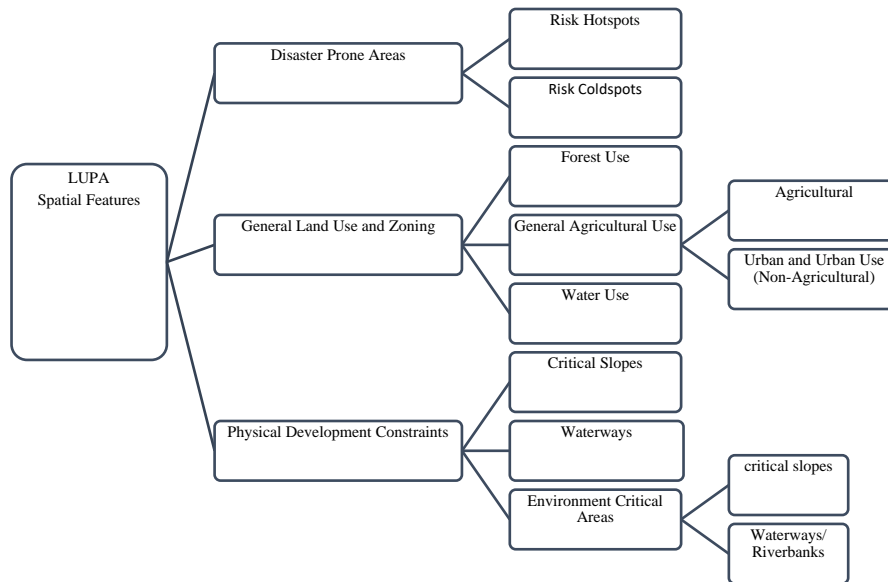 LUPA
Spatial Features
Disaster Prone Areas
Risk Hotspots
Risk Coldspots
General Land Use and Zoning
Forest Use
General Agricultural Use
Agricultural
Urban and Urban Use
(Non-Agricultural)
Water Use
Physical Development Constraints
Critical Slopes
Waterways
Environment Critical
Areas
critical slopes
Waterways/
Riverbanks